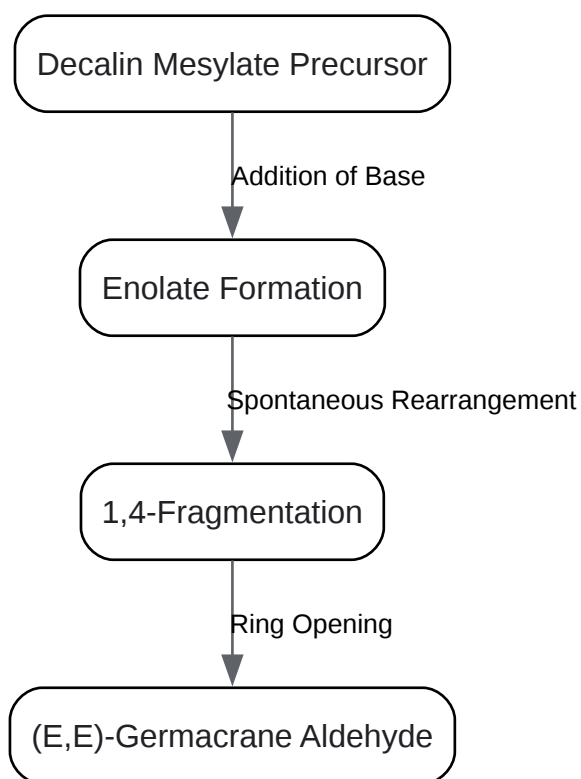 Decalin Mesylate Precursor
Addition of Base
Enolate Formation
Spontaneous Rearrangement
1,4-Fragmentation
Ring Opening
(E,E)-Germacrane Aldehyde